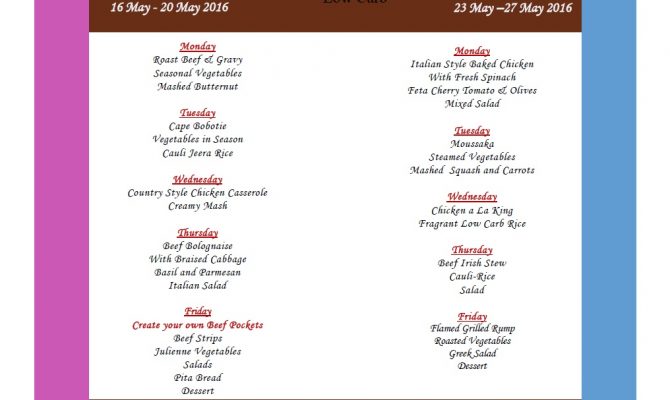 16 May - 20 May 2016
Low Carb
23 May –27 May 2016
Monday
Roast Beef & Gravy
Seasonal Vegetables
Mashed Butternut
Tuesday
Cape Bobotie
Vegetables in Season
Cauli Jeera Rice
Wednesday
Country Style Chicken Casserole
Creamy Mash
Thursday
Beef Bolognaise
With Braised Cabbage
Basil and Parmesan
Italian Salad
Friday
Create your own Beef Pockets
Beef Strips
Julienne Vegetables
Salads
Pita Bread
Dessert
Monday
Italian Style Baked Chicken
With Fresh Spinach
Feta Cherry Tomato & Olives
Mixed Salad
Tuesday
Moussaka
Steamed Vegetables
Mashed Squash and Carrots
Wednesday
Chicken a La King
Fragrant Low Carb Rice
Thursday
Beef Irish Stew
Cauli-Rice
Salad
Friday
Flamed Grilled Rump
Roasted Vegetables
Greek Salad
Dessert